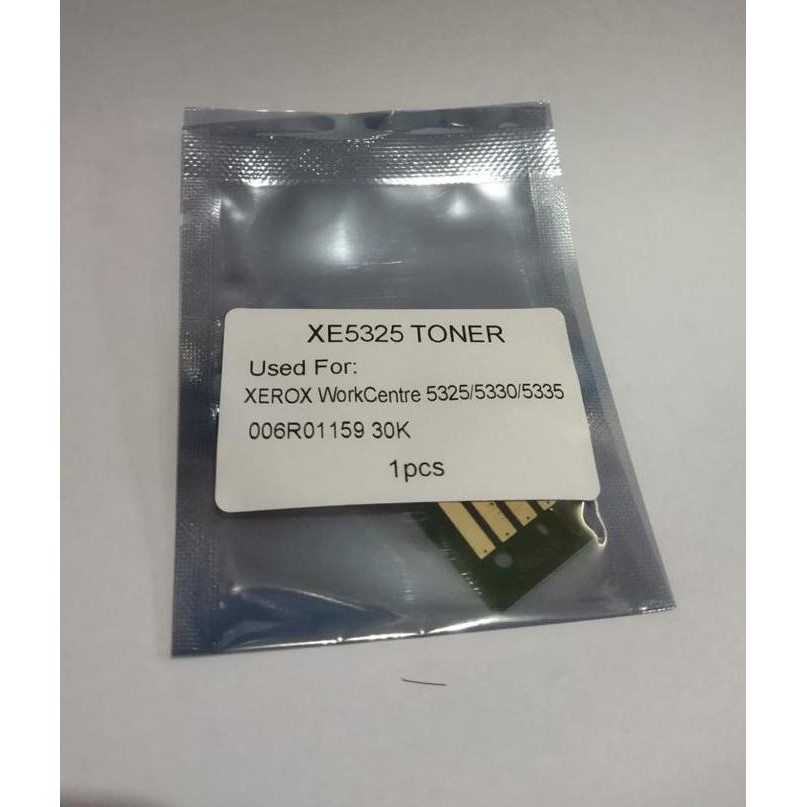 XE5325 TONER
Used For:
XEROX WorkCentre 5325/5330/5335
006R01159 30K
1pcs